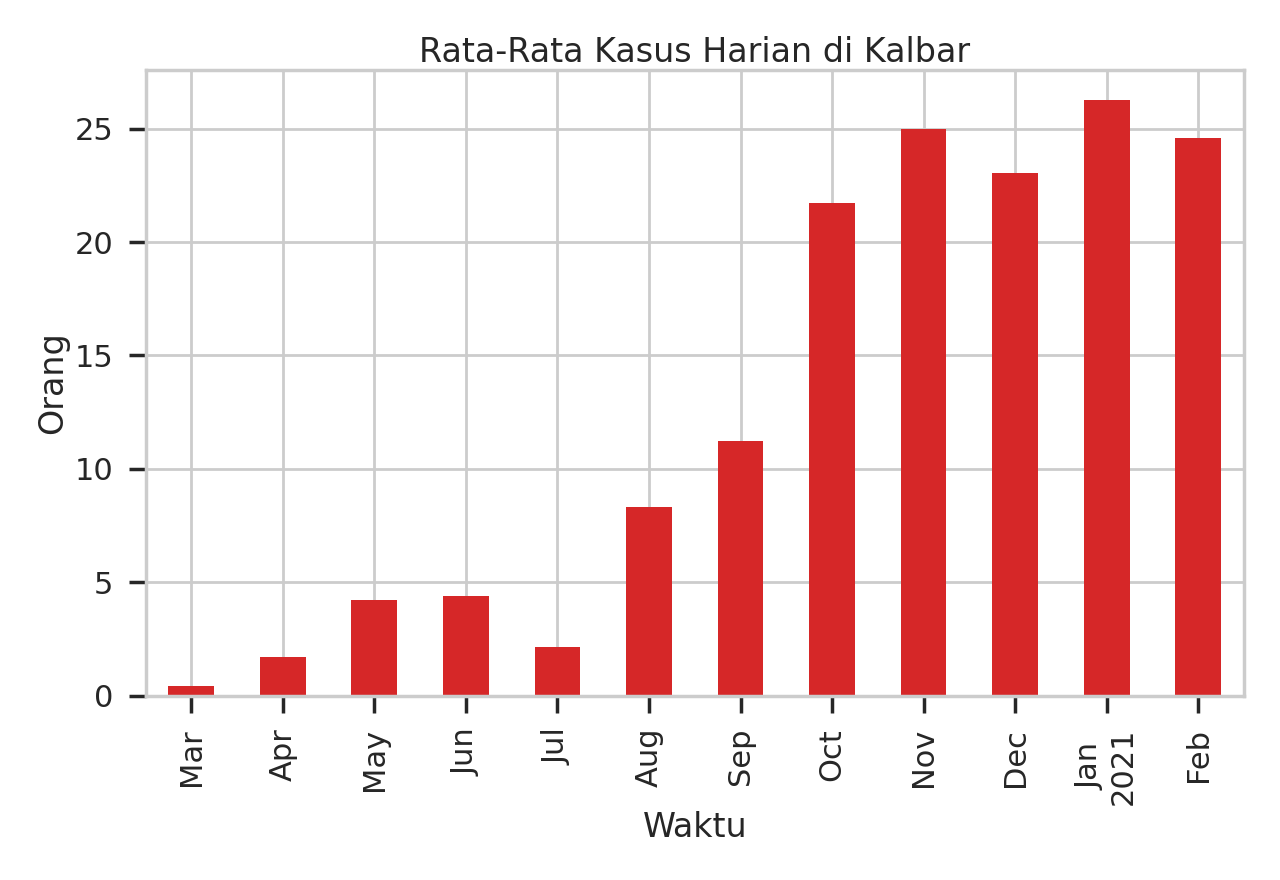 Rata-Rata Kasus Harian di Kalbar
Orang
25
20
15
10
5
0
Mar
Apr
May
Jun
Jul
Aug
Sep
Oct
Nov
Dec
Jan
2021
Feb
Waktu